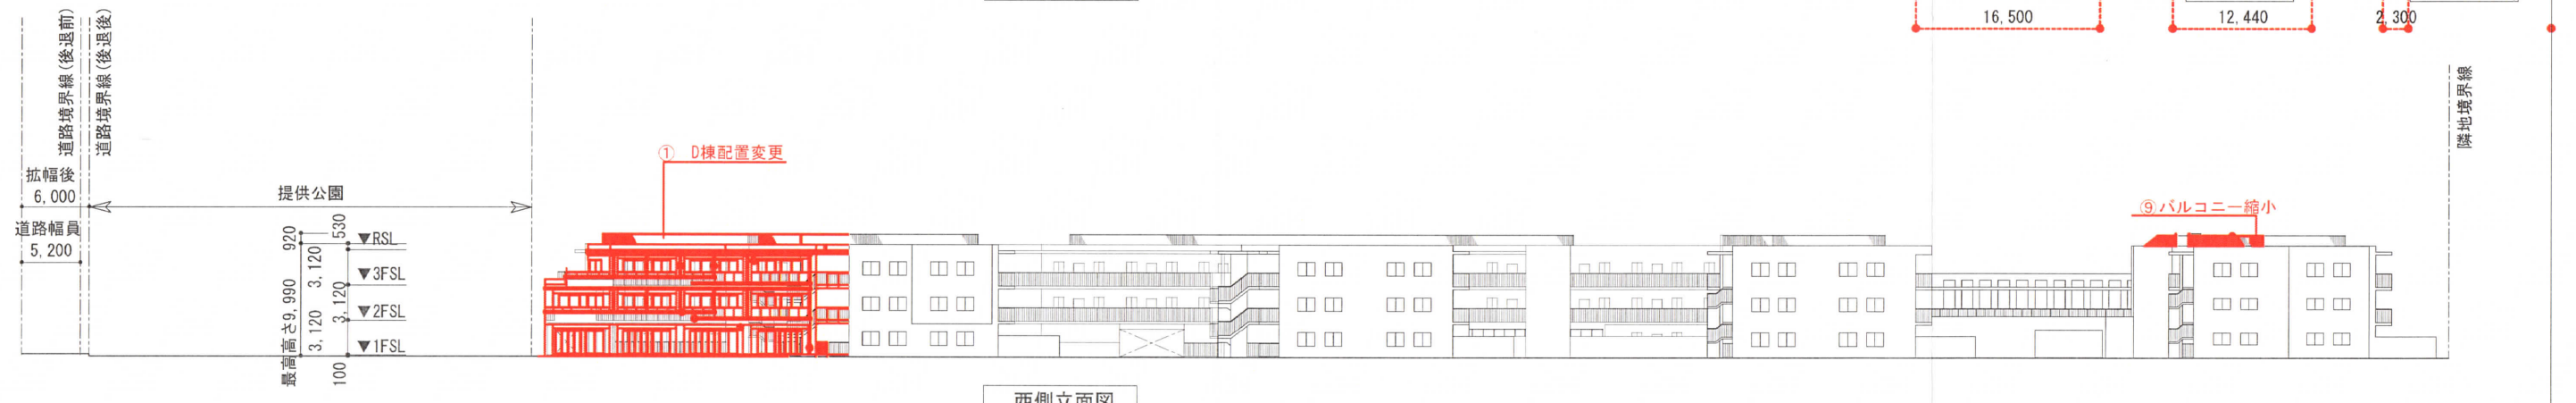 16,500
12,440
2,300
道路境界線(後退前)
道路境界線(後退後)
隣地境界線
① D棟配置変更
拡幅後
6,000
提供公園
道路幅員
5,200
⑨バルコニー縮小
920
530
▼RSL
3,120
▼3FSL
3,120
▼2FSL
3,120
▼1FSL
最高高さ9,990
100
西側立面図